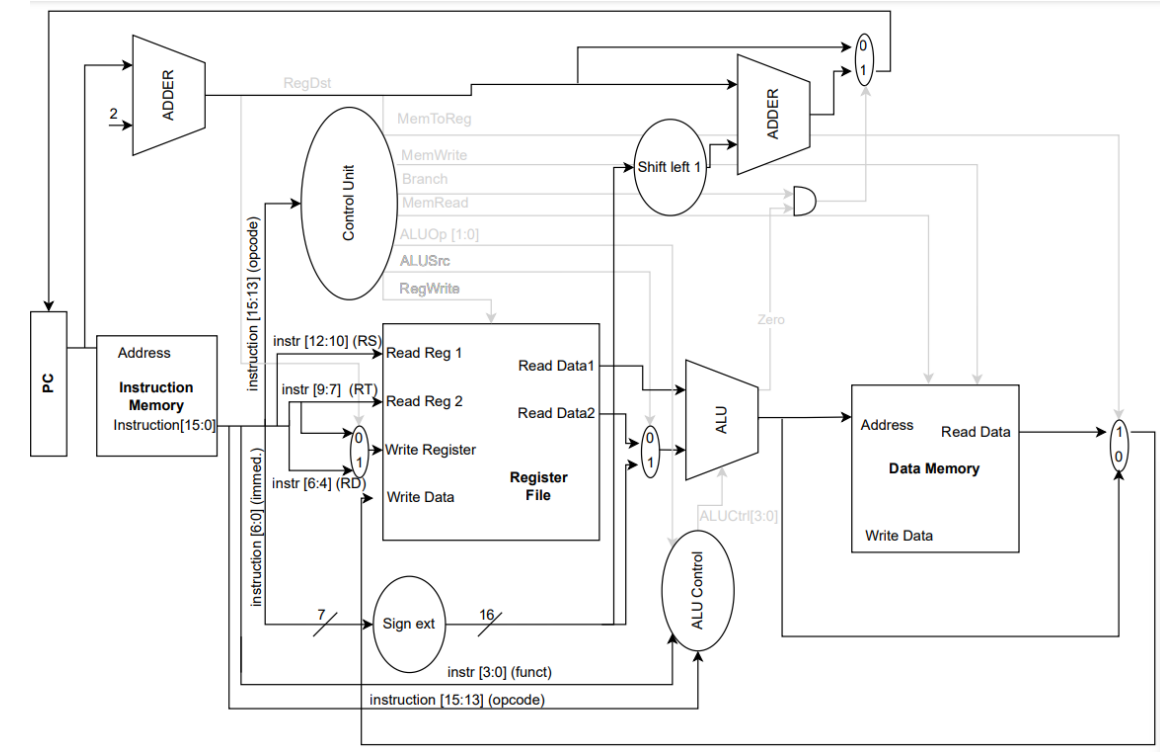 0
1
ADDER
RegDst
ADDER
2
MemToReg
MemWrite
Shift left 1
Branch
MemRead
Control Unit
ALUOp [1:0]
ALUSrc
RegWrite
instruction [15:13] (opcode)
Zero
instr [12:10] (RS)
Read Reg 1
Address
Read Data1
PC
Instruction
Memory
Instruction[15:0]
instr [9:7] (RT)
Read Reg 2
Read Data2
ALU
Address
Read Data
1
0
0
1
Write Register
0
1
Data Memory
Register
File
instr [6:4] (RD)
Write Data
ALUCtrl[3:0]
Write Data
instruction [6:0] (immed.)
ALU Control
7
Sign ext
16
instr [3:0] (funct)
instruction [15:13] (opcode)